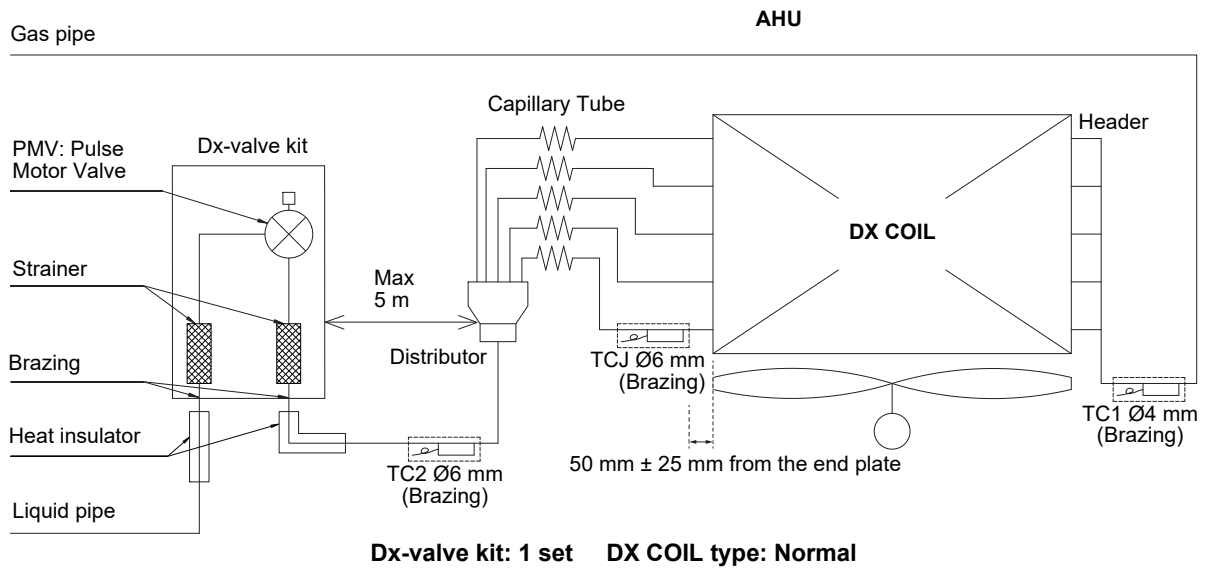 AHU
Gas pipe
Capillary Tube
Header
PMV: Pulse
Motor Valve
Dx-valve kit
DX COIL
Strainer
Max
5 m
Distributor
TCJ Ø6 mm
(Brazing)
Brazing
TC1 Ø4 mm
(Brazing)
Heat insulator
50 mm ± 25 mm from the end plate
TC2 Ø6 mm
(Brazing)
Liquid pipe
Dx-valve kit: 1 set DX COIL type: Normal